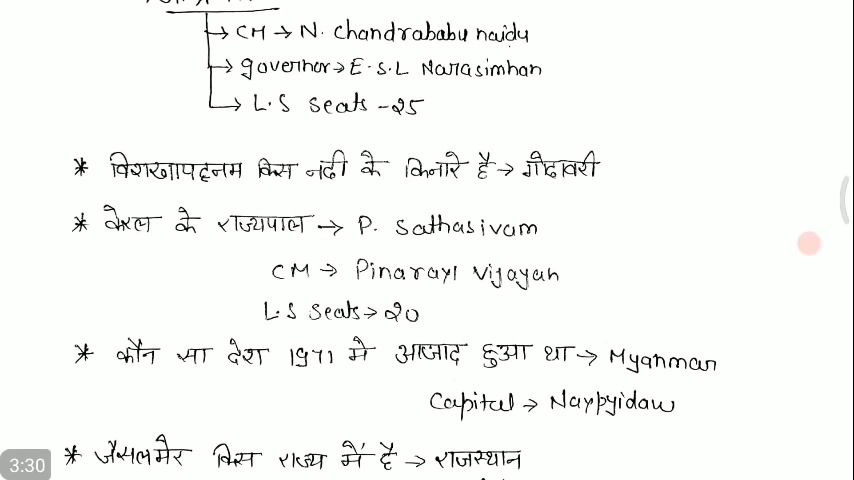 → CM → N. Chandrababu naidu
→ Governor → E.S.L Narasimhan
→ L.S Seats - 25
* विशाखापट्टनम किस नदी के किनारे है → गोदावरी
* केरल के राज्यपाल → P. Sathasivam
CM → Pinarayi Vijayan
L.S Seats → 20
* कौन सा देश 1971 मे आजाद हुआ था → Myanmar
Capital → Naypyidaw
* जैसलमेर किस राज्य में है → राजस्थान
3:30